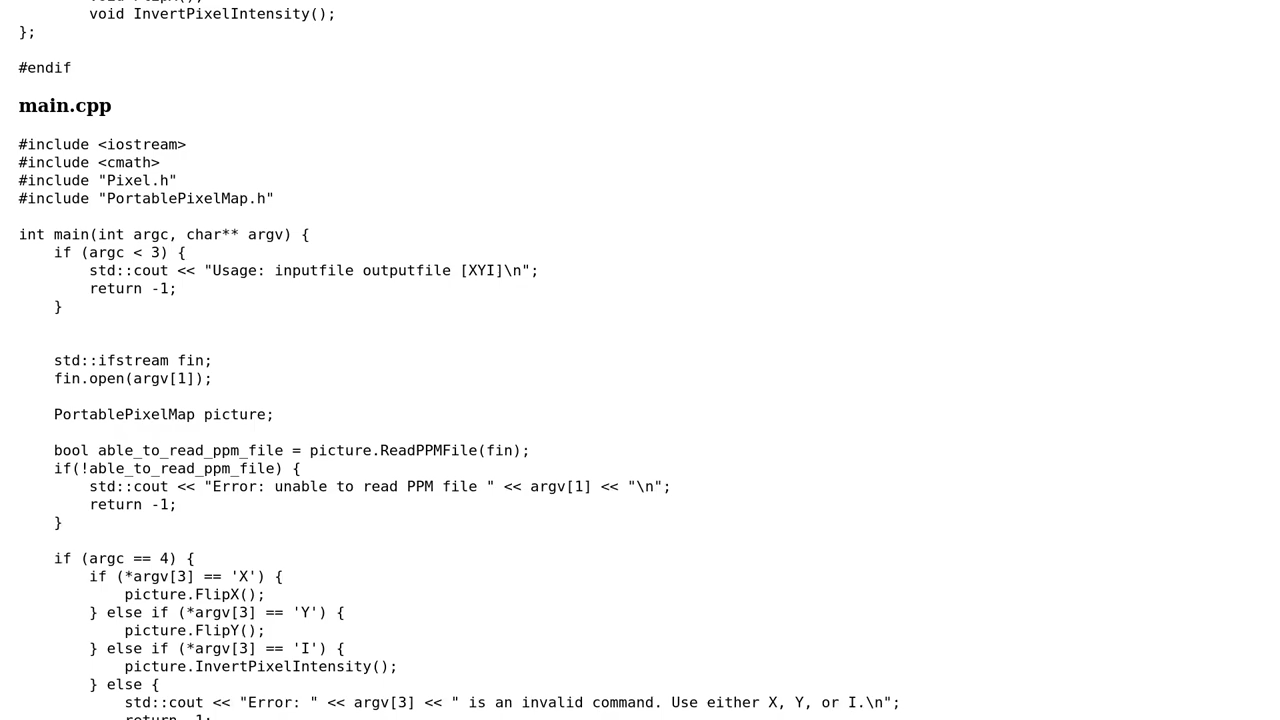 void InvertPixelIntensity();
};
#endif
main.cpp
#include <iostream>
#include <cmath>
#include "Pixel.h"
#include "PortablePixelMap.h"
int main(int argc, char** argv) {
    if (argc < 3) {
        std::cout << "Usage: inputfile outputfile [XYI]\n";
        return -1;
    }
    std::ifstream fin;
    fin.open(argv[1]);
    PortablePixelMap picture;
    bool able_to_read_ppm_file = picture.ReadPPMFile(fin);
    if(!able_to_read_ppm_file) {
        std::cout << "Error: unable to read PPM file " << argv[1] << "\n";
        return -1;
    }
    if (argc == 4) {
        if (*argv[3] == 'X') {
            picture.FlipX();
        } else if (*argv[3] == 'Y') {
            picture.FlipY();
        } else if (*argv[3] == 'I') {
            picture.InvertPixelIntensity();
        } else {
            std::cout << "Error: " << argv[3] << " is an invalid command. Use either X, Y, or I.\n";